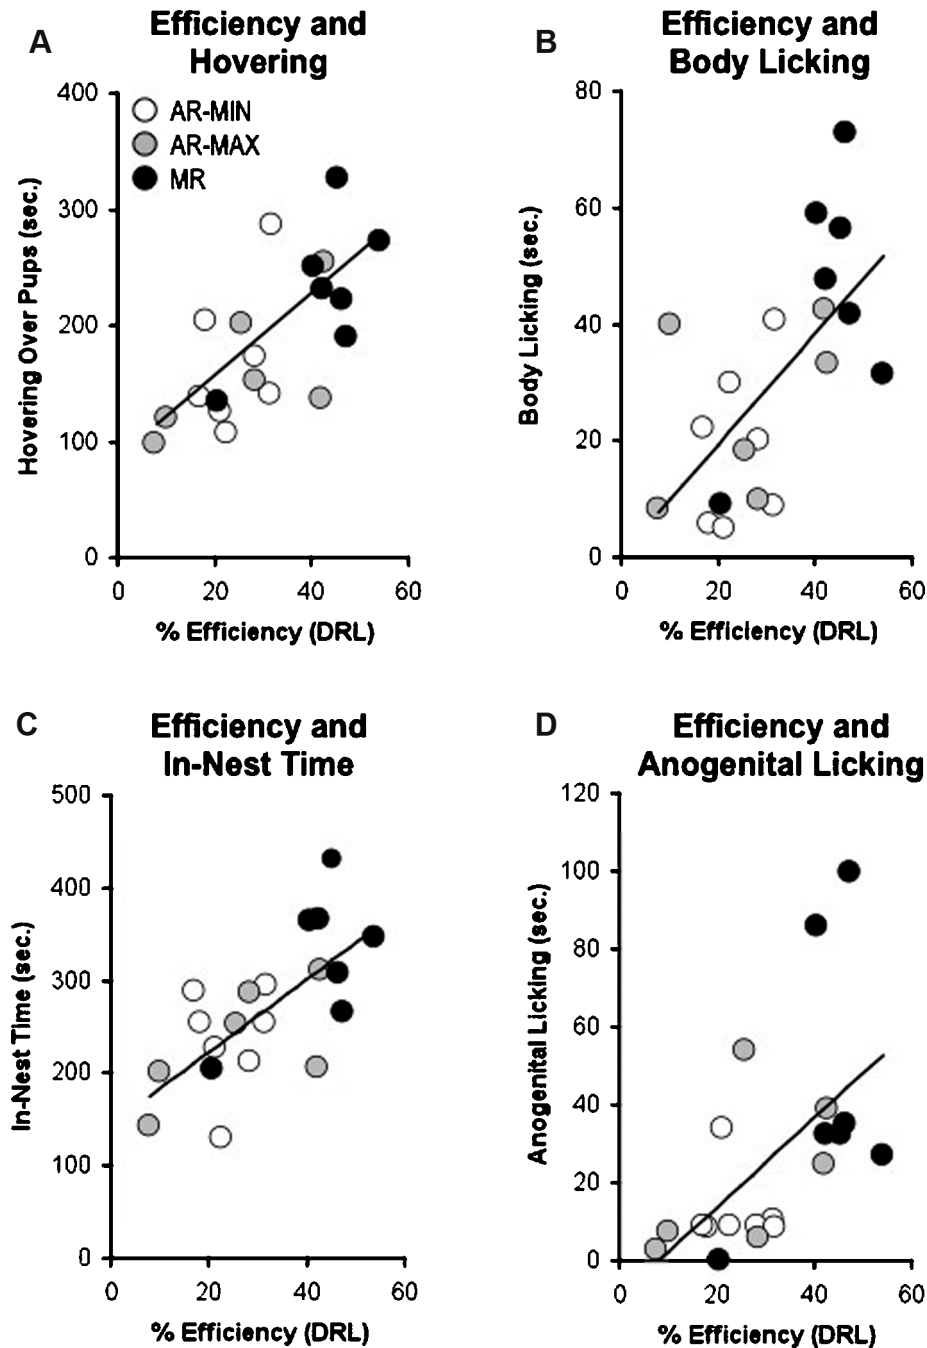 A
Efficiency and
Hovering
400
300
200
100
0
Hovering Over Pups (sec.)
AR-MIN
AR-MAX
MR
0 20 40 60
% Efficiency (DRL)
B
Efficiency and
Body Licking
80
60
40
20
0
Body Licking (sec.)
0 20 40 60
% Efficiency (DRL)
C
Efficiency and
In-Nest Time
500
400
300
200
100
0
In-Nest Time (sec.)
0 20 40 60
% Efficiency (DRL)
D
Efficiency and
Anogenital Licking
120
100
80
60
40
20
0
Anogenital Licking (sec.)
0 20 40 60
% Efficiency (DRL)